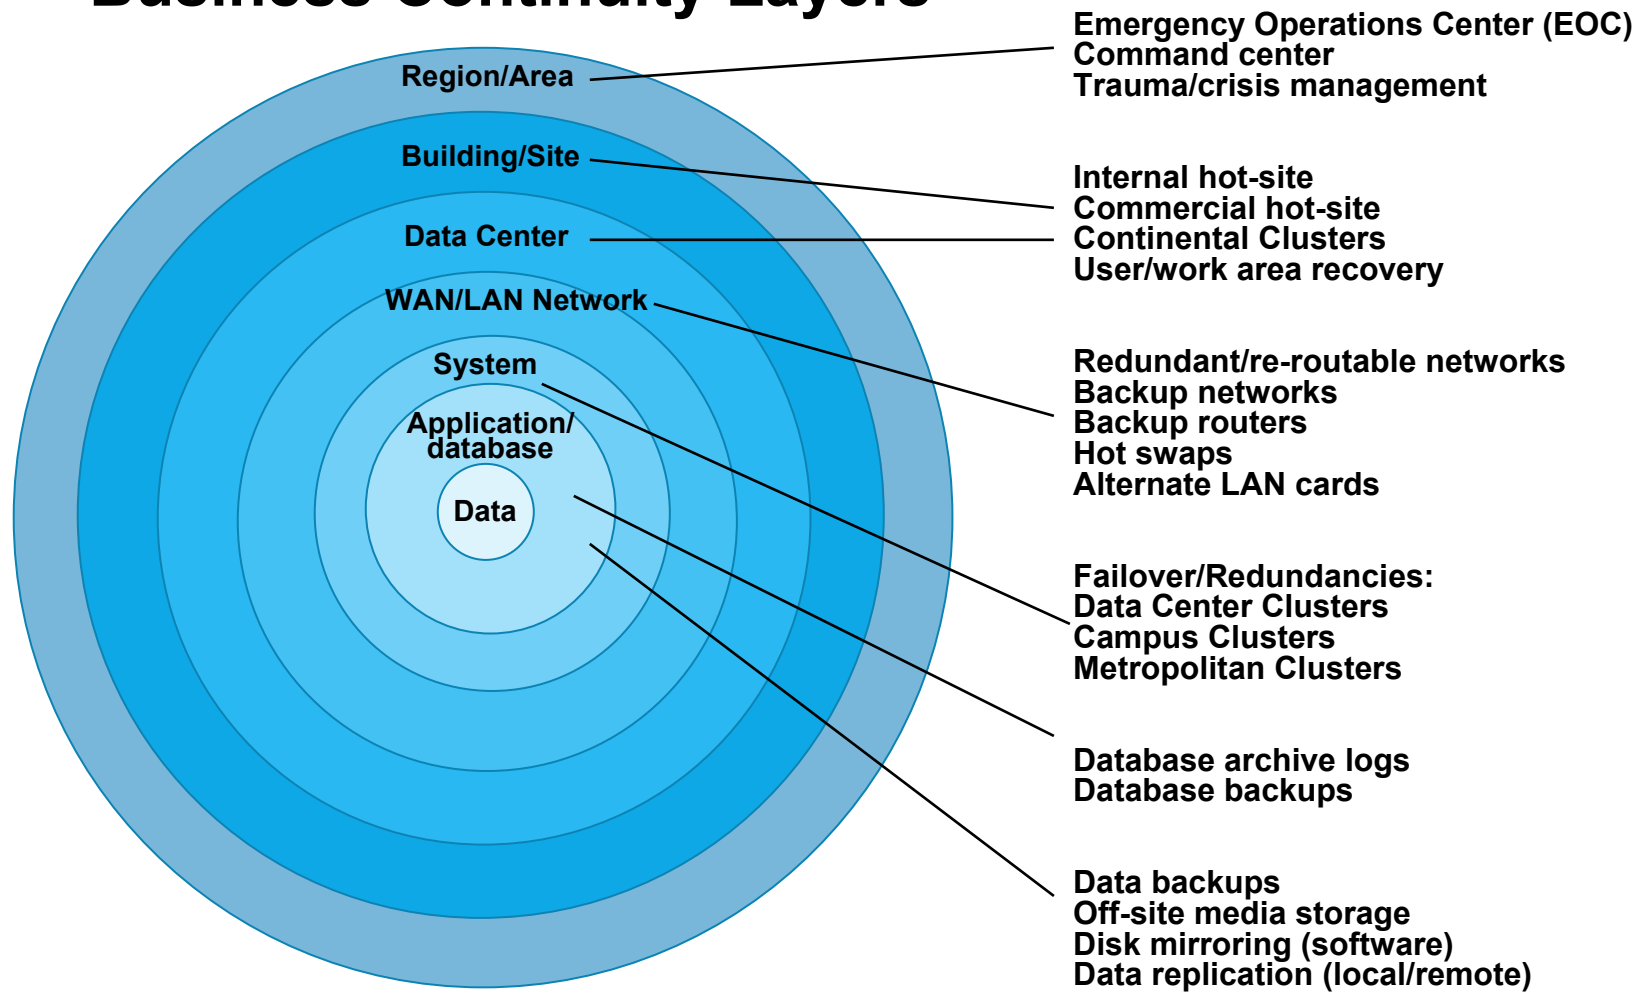 Business Continuity Layers
Region/Area
Building/Site
Data Center
WAN/LAN Network
System
Application/
database
Data
Emergency Operations Center (EOC)
Command center
Trauma/crisis management
Internal hot-site
Commercial hot-site
Continental Clusters
User/work area recovery
Redundant/re-routable networks
Backup networks
Backup routers
Hot swaps
Alternate LAN cards
Failover/Redundancies:
Data Center Clusters
Campus Clusters
Metropolitan Clusters
Database archive logs
Database backups
Data backups
Off-site media storage
Disk mirroring (software)
Data replication (local/remote)